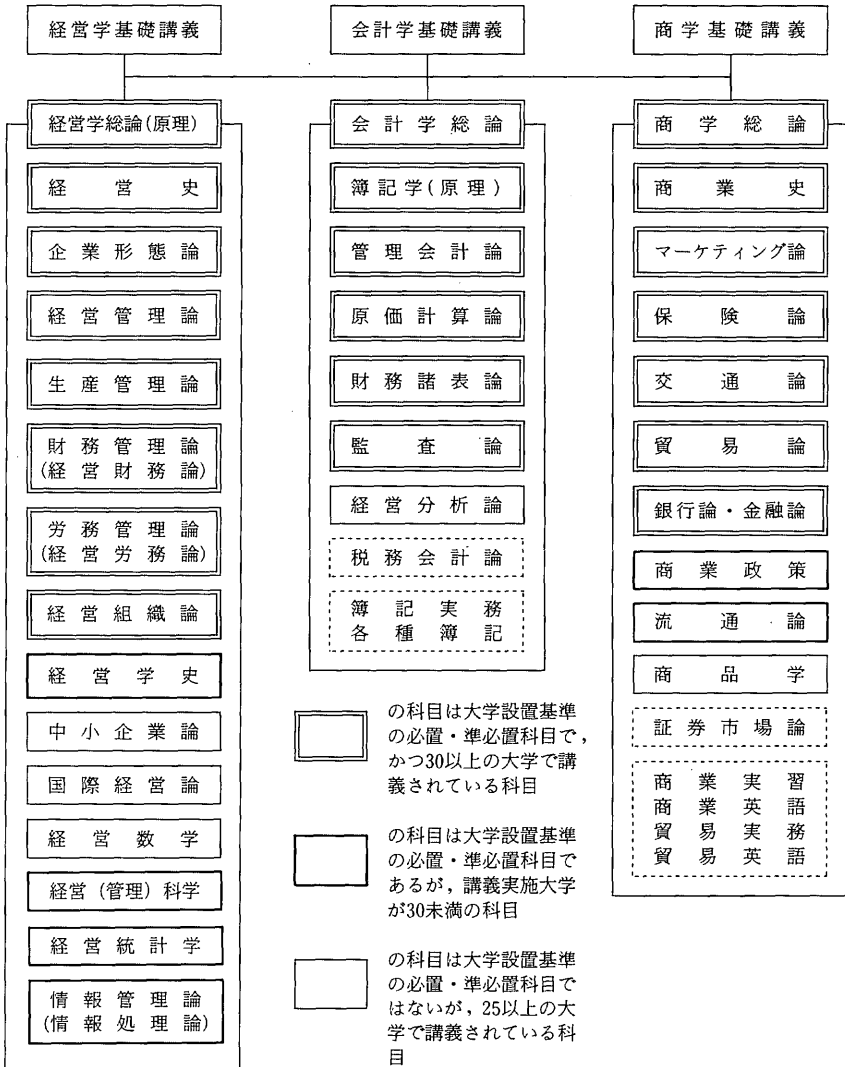 経営学基礎講義
会計学基礎講義
商学基礎講義
経営学総論(原理)
経営史
企業形態論
経営管理論
生産管理論
財務管理論
(経営財務論)
労務管理論
(経営労務論)
経営組織論
経営学史
中小企業論
国際経営論
経営数学
経営(管理)科学
経営統計学
情報管理論
(情報処理論)
会計学総論
簿記学(原理)
管理会計論
原価計算論
財務諸表論
監査論
経営分析論
税務会計論
簿記実務
各種簿記
商学総論
商業史
マーケティング論
保険論
交通論
貿易論
銀行論・金融論
商業政策
流通論
商品学
証券市場論
商業実習
商業英語
貿易実務
貿易英語
の科目は大学設置基準
の必置・準必置科目で,
かつ30以上の大学で講
義されている科目
の科目は大学設置基準
の必置・準必置科目で
あるが,講義実施大学
が30未満の科目
の科目は大学設置基準
の必置・準必置科目で
はないが,25以上の大
学で講義されている科
目